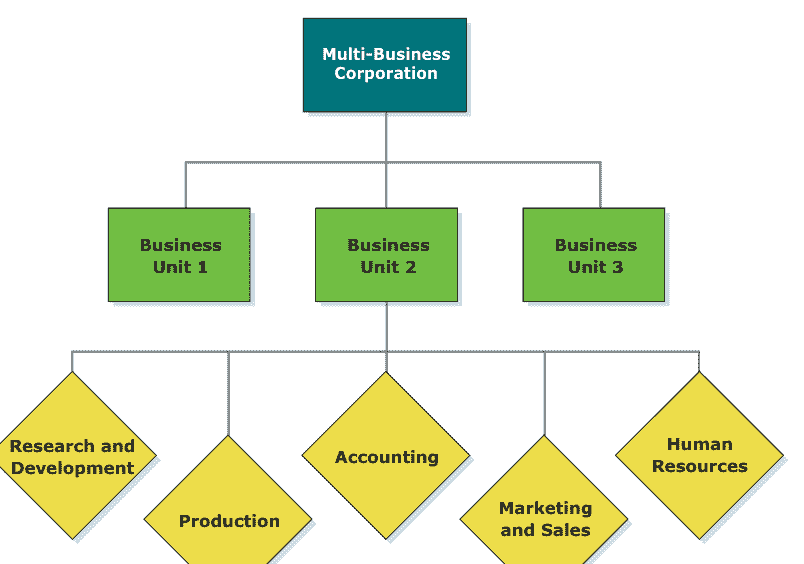 Multi-Business
Corporation
Business
Unit 1
Business
Unit 2
Business
Unit 3
Research and
Development
Production
Accounting
Marketing
and Sales
Human
Resources